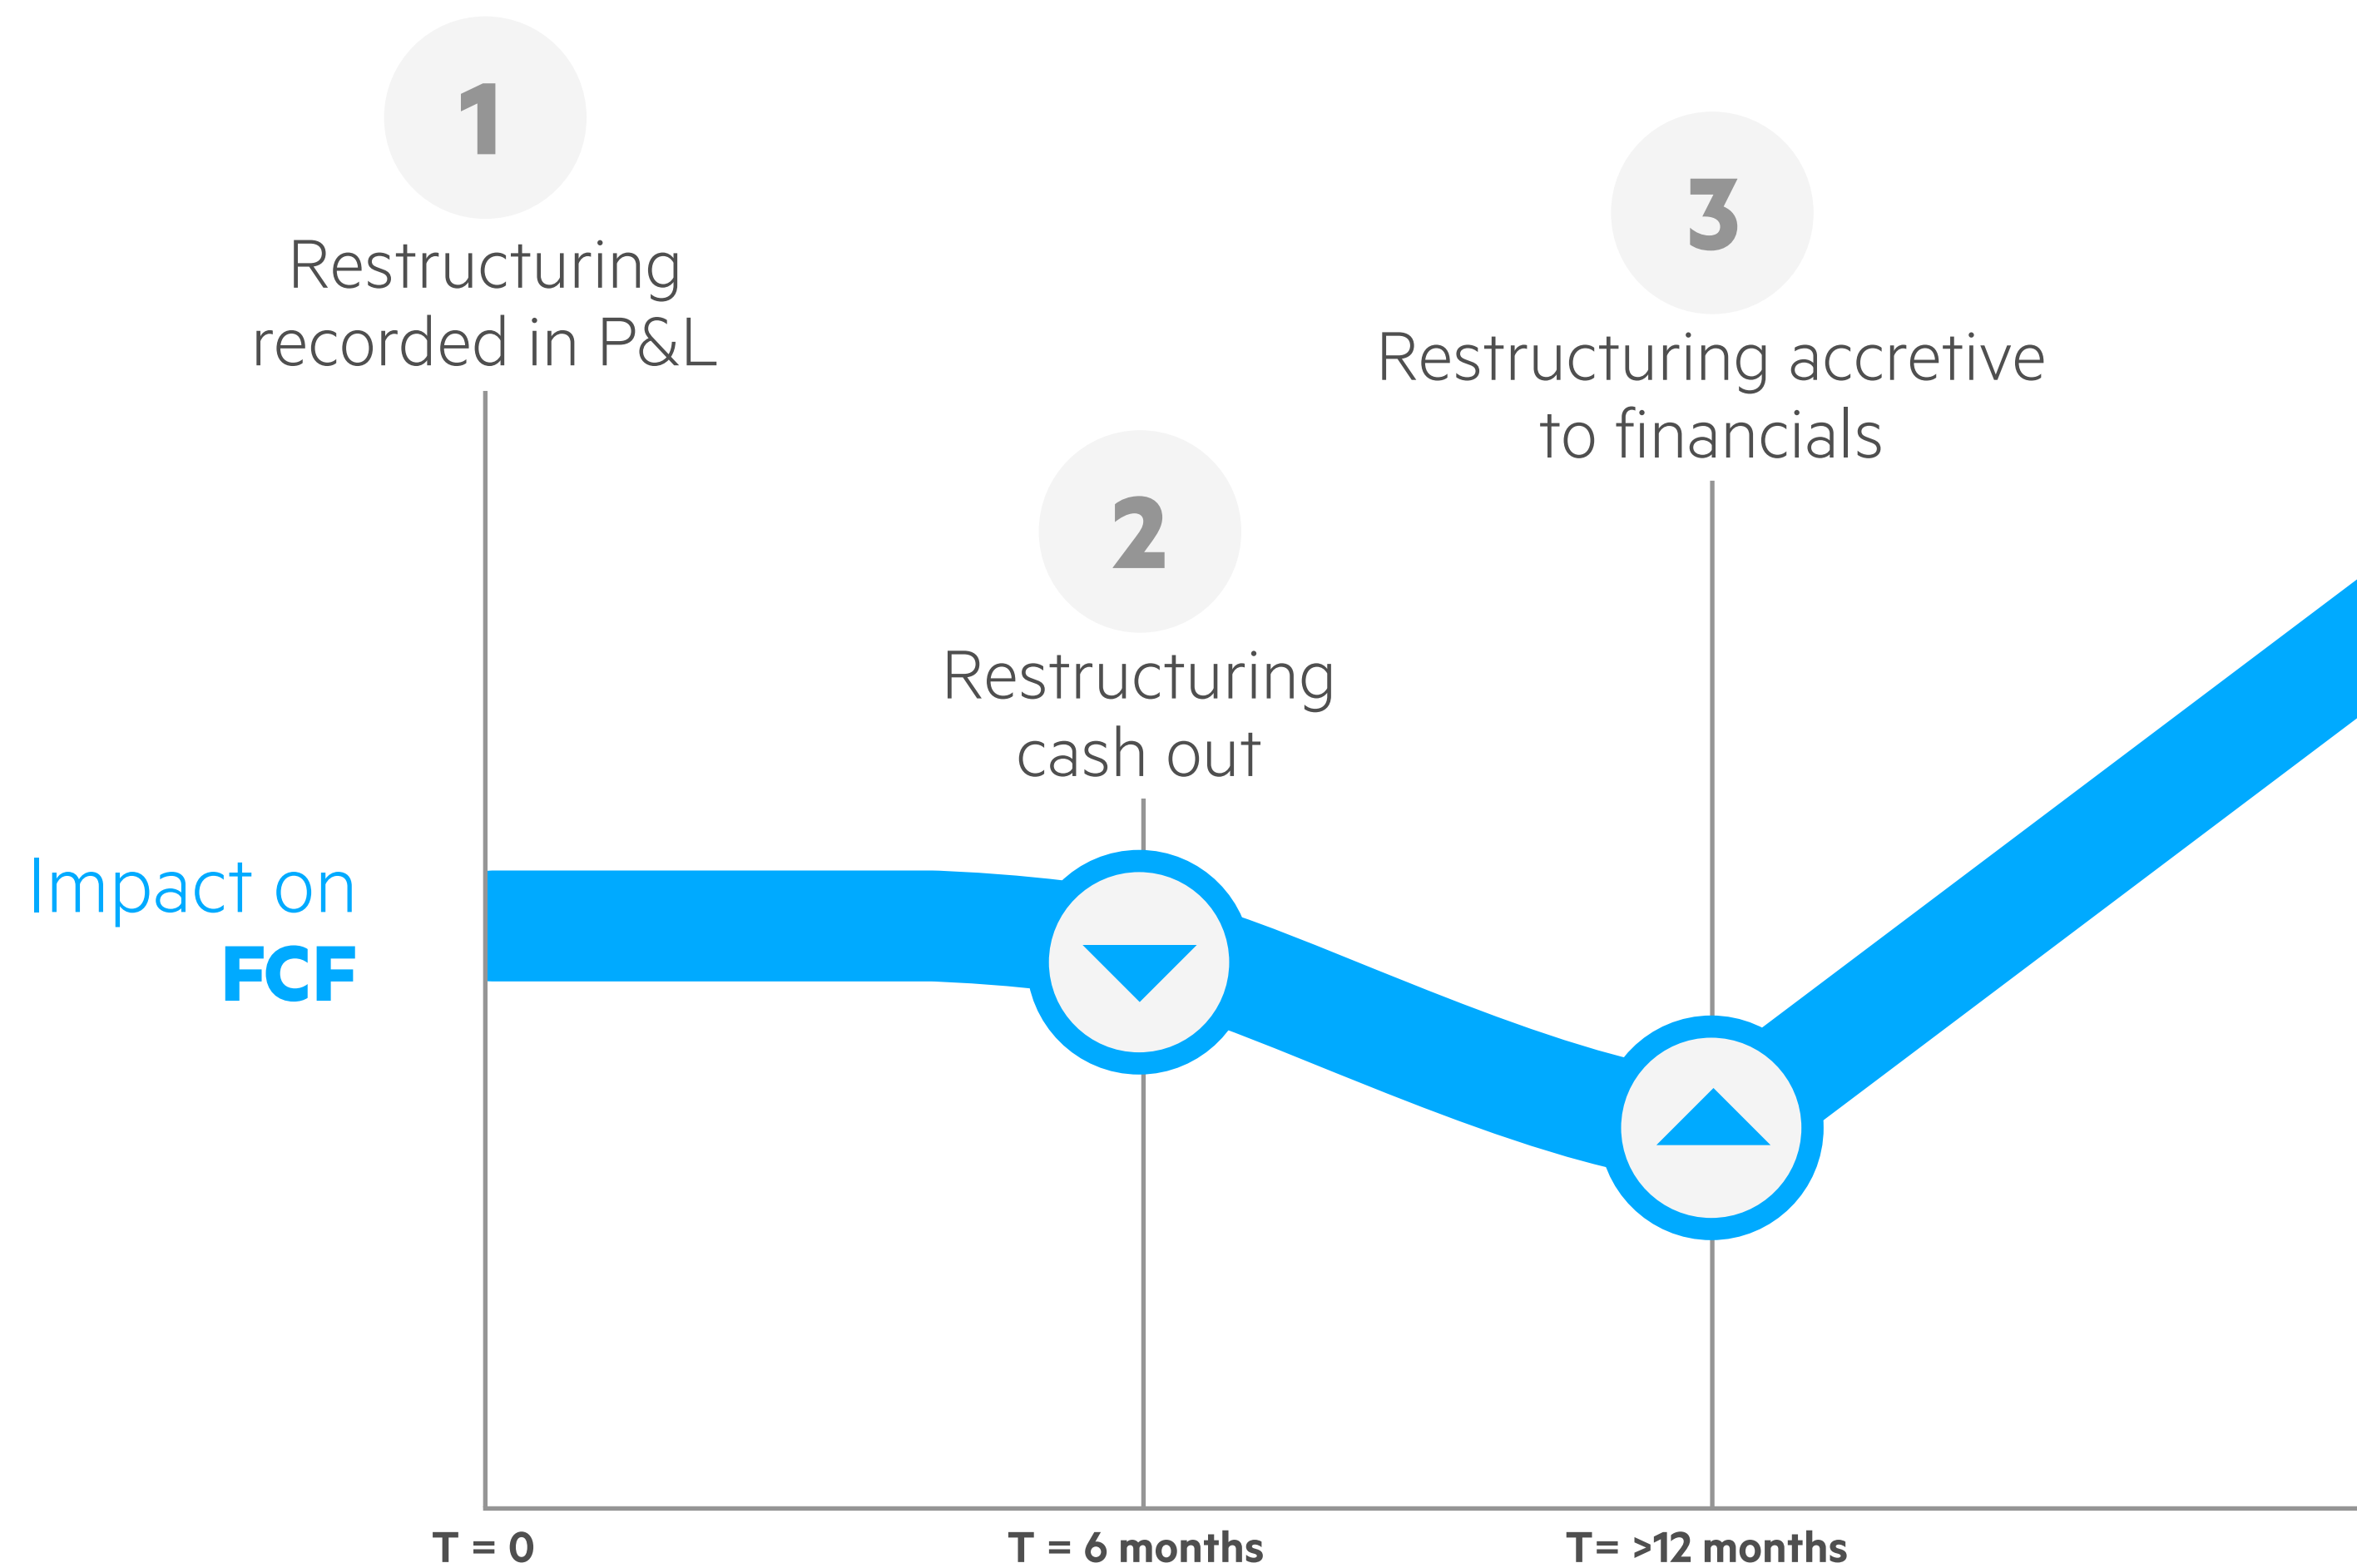 1
Restructuring
recorded in P&L
2
Restructuring
cash out
3
Restructuring accretive
to financials
Impact on
FCF
T = 0
T = 6 months
T= >12 months